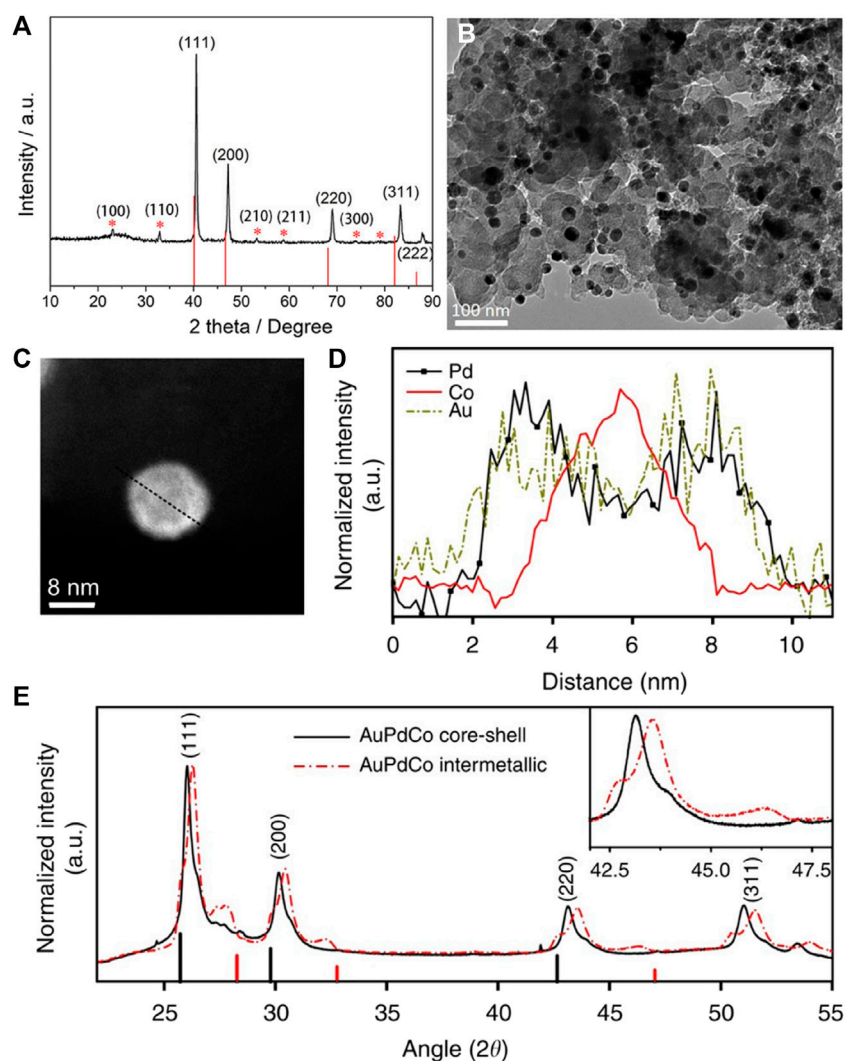 A
(111)
(200)
(311)
(220)
(100)
(110)
(210)
(211)
(300)
(222)
* * * * * *
Intensity / a.u.
10 20 30 40 50 60 70 80 90
2 theta / Degree
B
100 nm
C
8 nm
D
Pd
Co
Au
Normalized intensity
(a.u.)
0 2 4 6 8 10
Distance (nm)
E
(111)
(200)
(220)
(311)
AuPdCo core-shell
AuPdCo intermetallic
42.5 45.0 47.5
Normalized intensity
(a.u.)
25 30 35 40 45 50 55
Angle (2θ)